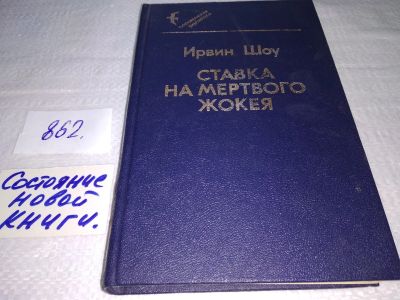 Ирвин Шоу
СТАВКА
НА МЕРТВОГО
ЖОКЕЯ
862.
Состояние
новой
книги.